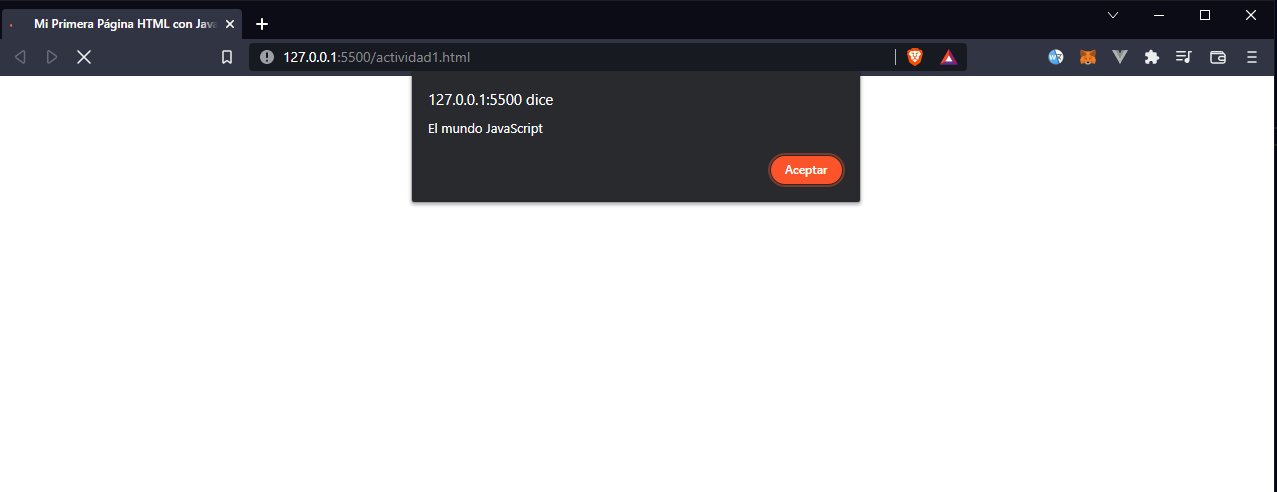 Mi Primera Página HTML con Java
127.0.0.1:5500/actividad1.html
127.0.0.1:5500 dice
El mundo JavaScript
Aceptar